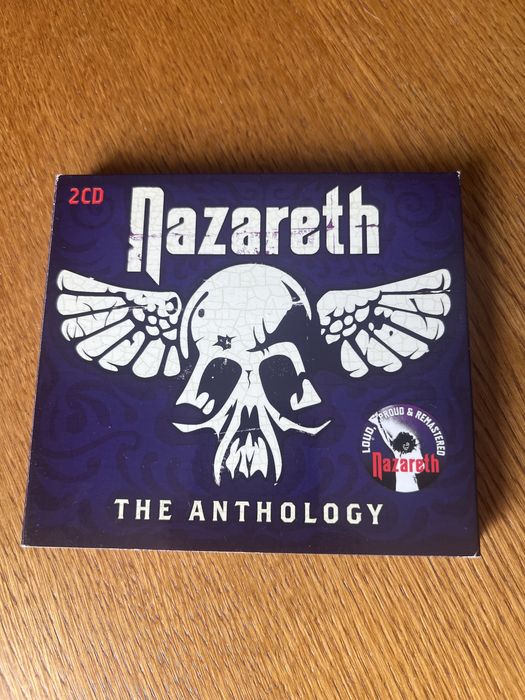 2CD
Nazareth
LOUD, PROUD & REMASTERED
Nazareth
THE ANTHOLOGY